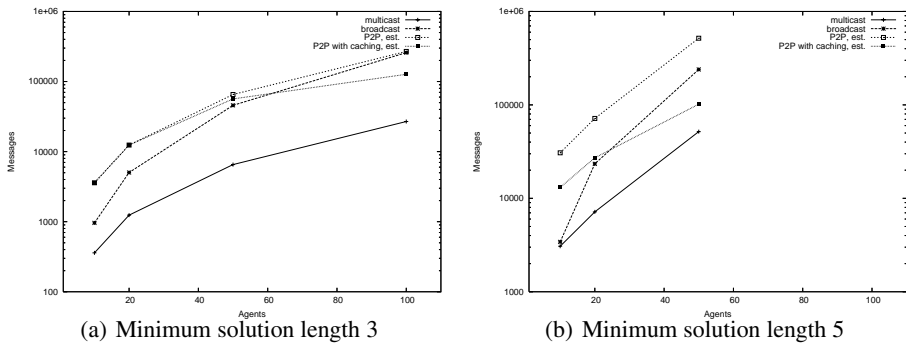 1e+06
100000
10000
1000
100
Messages
multicast
broadcast
P2P, est.
P2P with caching, est.
20
40
60
80
100
Agents
(a) Minimum solution length 3
1e+06
100000
10000
1000
Messages
multicast
broadcast
P2P, est.
P2P with caching, est.
20
40
60
80
100
Agents
(b) Minimum solution length 5